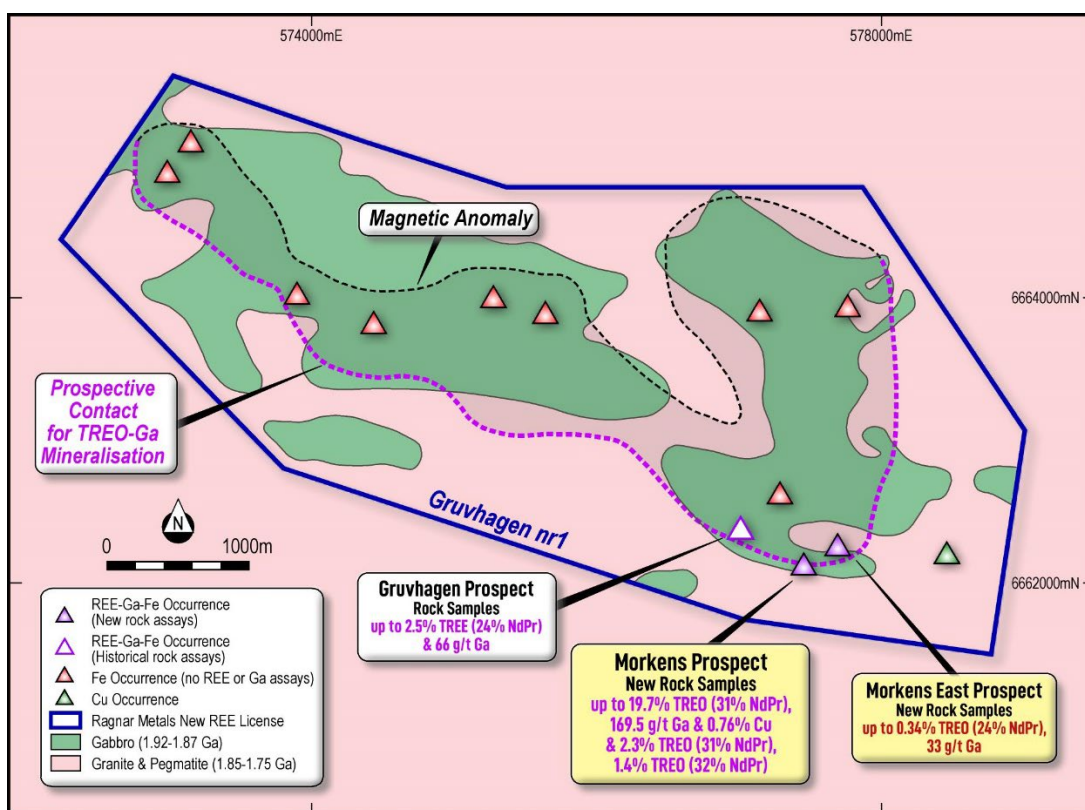 574000mE
578000mE
Magnetic Anomaly
6664000mN
Prospective
Contact
for TREO-Ga
Mineralisation
N
0
1000m
Gruvhagen nr1
6662000mN
REE-Ga-Fe Occurrence
(New rock assays)
REE-Ga-Fe Occurrence
(Historical rock assays)
Fe Occurrence (no REE or Ga assays)
Cu Occurrence
Ragnar Metals New REE License
Gabbro (1.92-1.87 Ga)
Granite & Pegmatite (1.85-1.75 Ga)
Gruvhagen Prospect
Rock Samples
up to 2.5% TREE (24% NdPr)
& 66 g/t Ga
Morkens Prospect
New Rock Samples
up to 19.7% TREO (31% NdPr),
169.5 g/t Ga & 0.76% Cu
& 2.3% TREO (31% NdPr),
1.4% TREO (32% NdPr)
Morkens East Prospect
New Rock Samples
up to 0.34% TREO (24% NdPr),
33 g/t Ga